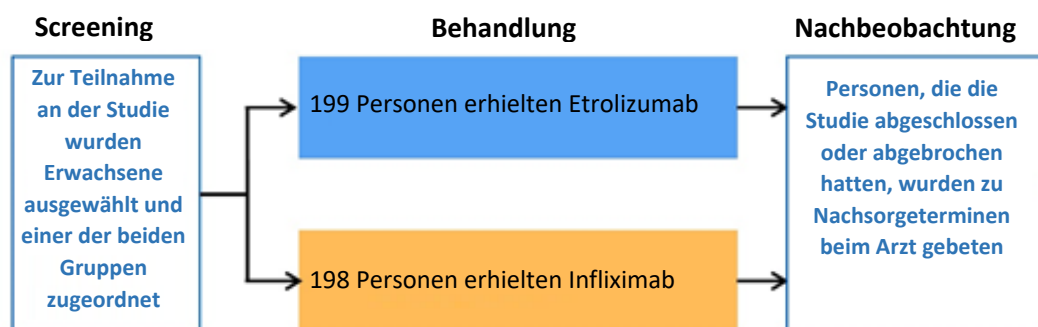 Screening
Behandlung
Nachbeobachtung
Zur Teilnahme
an der Studie
wurden
Erwachsene
ausgewählt und
einer der beiden
Gruppen
zugeordnet
199 Personen erhielten Etrolizumab
198 Personen erhielten Infliximab
Personen, die die
Studie abgeschlossen
oder abgebrochen
hatten, wurden zu
Nachsorgeterminen
beim Arzt gebeten